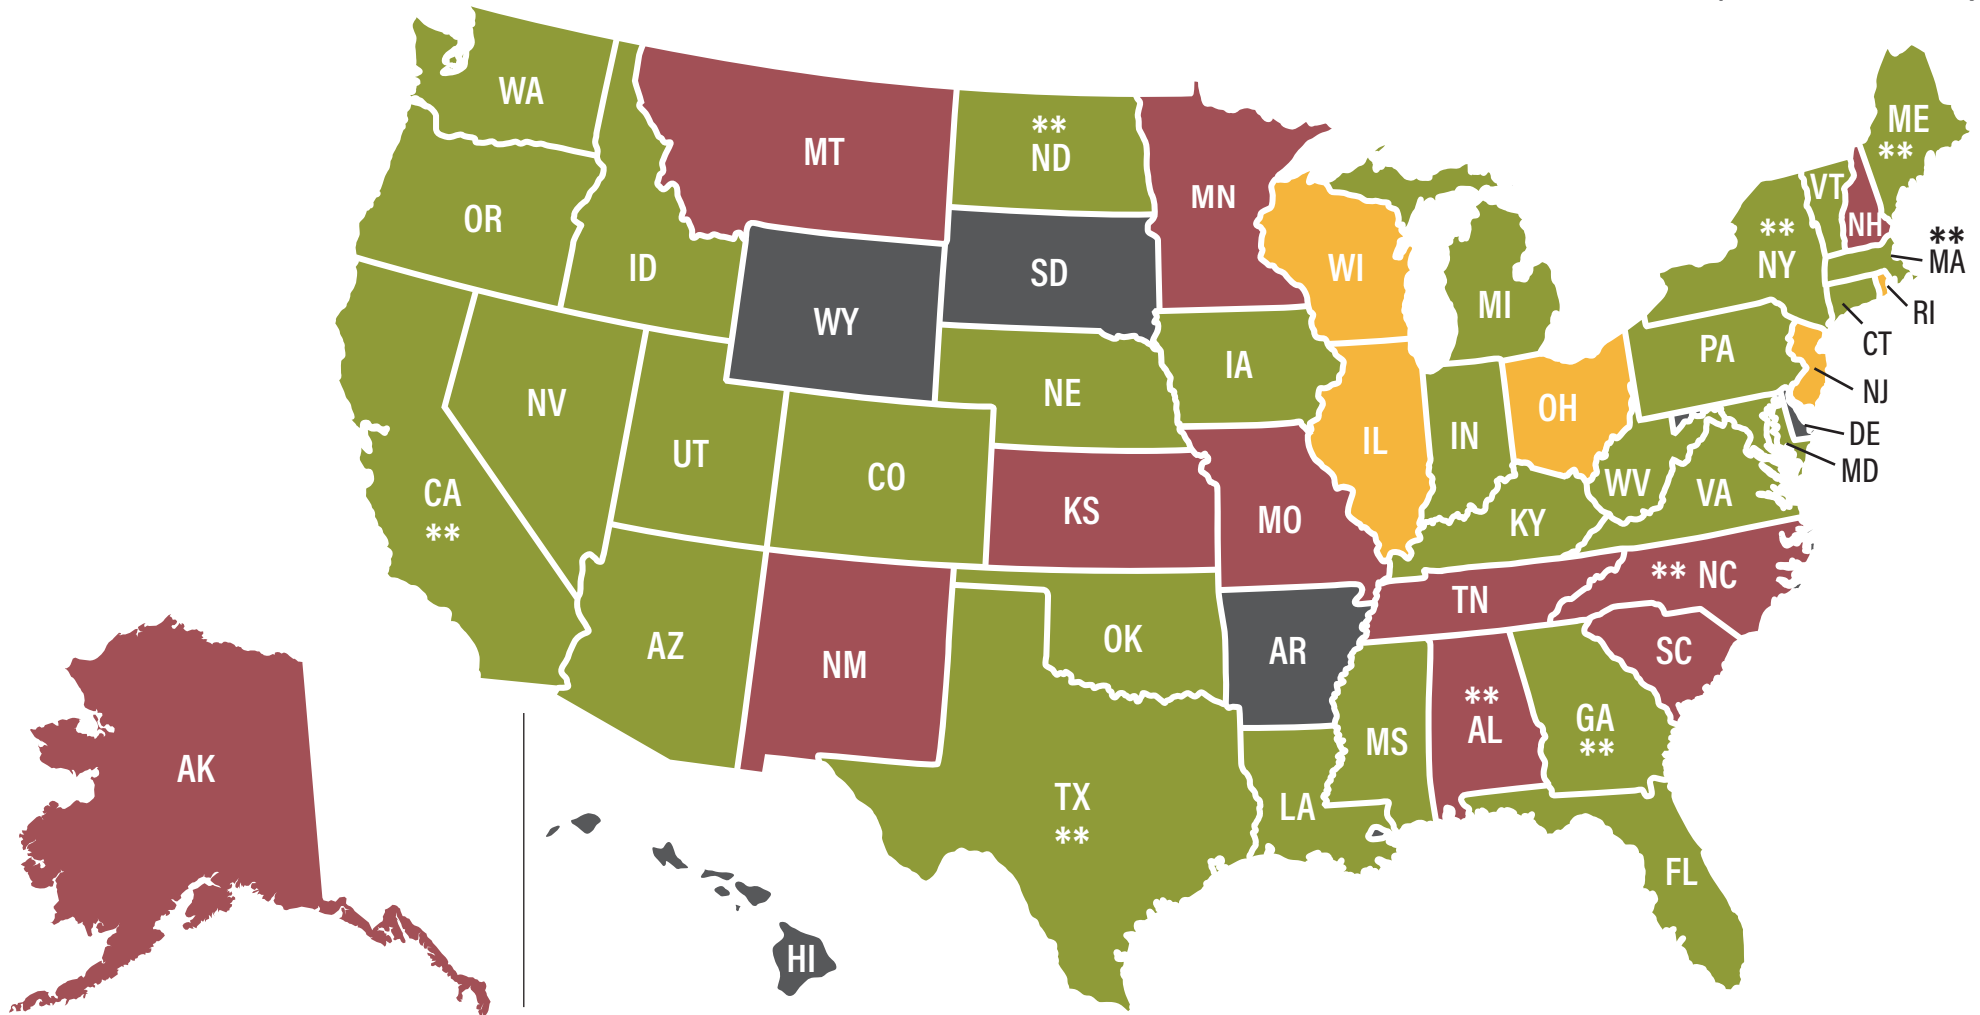 WA
MT
**
ND
MN
ME
**
VT
NH
**
NY
**
MA
OR
ID
WY
SD
WI
MI
RI
CT
PA
NJ
IA
NE
NV
UT
CO
CA
**
KS
MO
IL
IN
OH
DE
MD
WV
VA
KY
** NC
TN
SC
AZ
NM
OK
AR
MS
**
AL
GA
**
TX
**
LA
FL
AK
HI